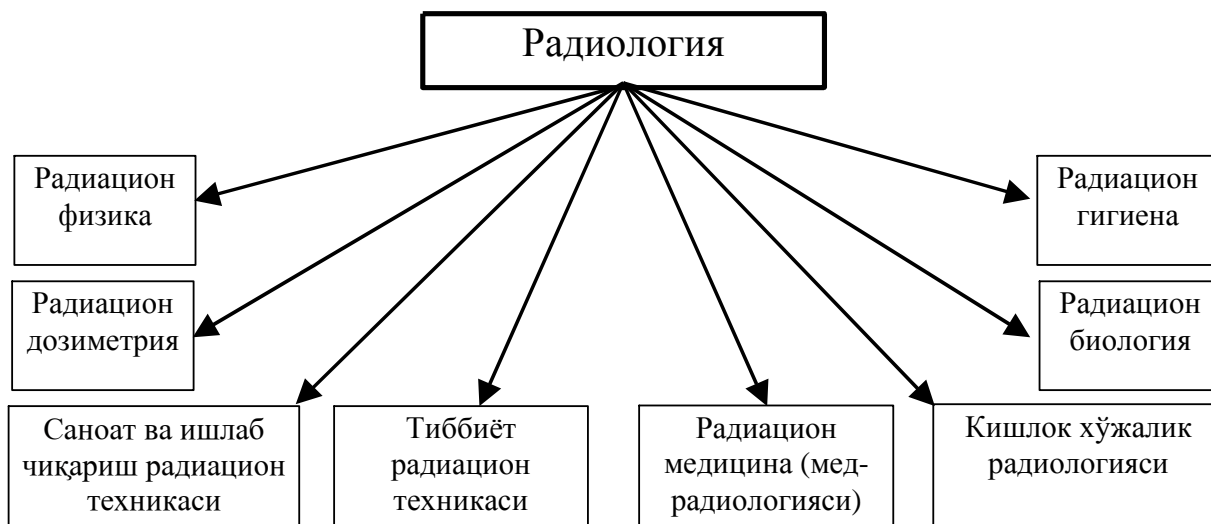 Радиология
Радиацион
физика
Радиацион
гигиена
Радиацион
дозиметрия
Радиацион
биология
Саноат ва ишлаб
чиқариш радиацион
техникаси
Тиббиёт
радиацион
техникаси
Радиацион
медицина (мед-
радиологияси)
Кишлок хўжалик
радиологияси